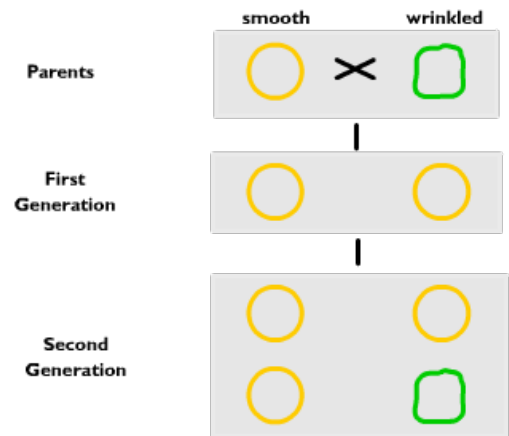 smooth wrinkled
Parents
First
Generation
Second
Generation